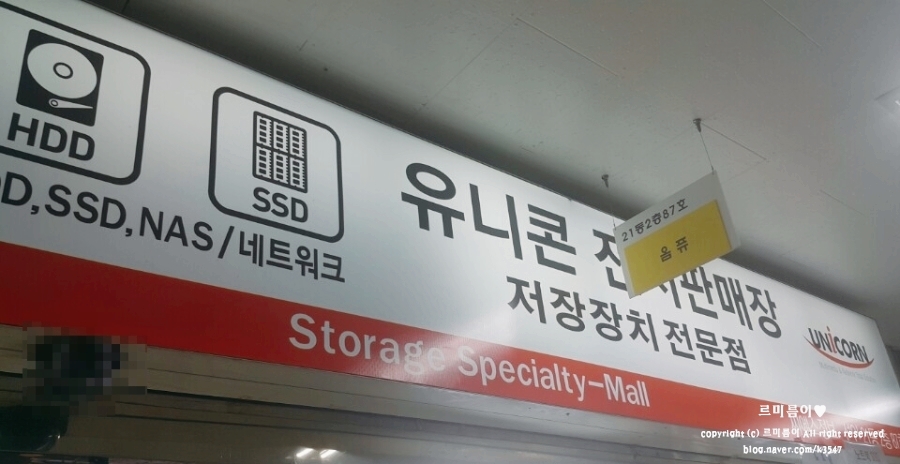 HDD
SSD
D,SSD,NAS/네트워크
유니콘 전시판매장
저장장치 전문점
Storage Specialty-Mall
UNiCORN
21동2층87호
옴퓨
르미름이♥
copyright (c) 르미름이 All right reserved
blog.naver.com/k3547